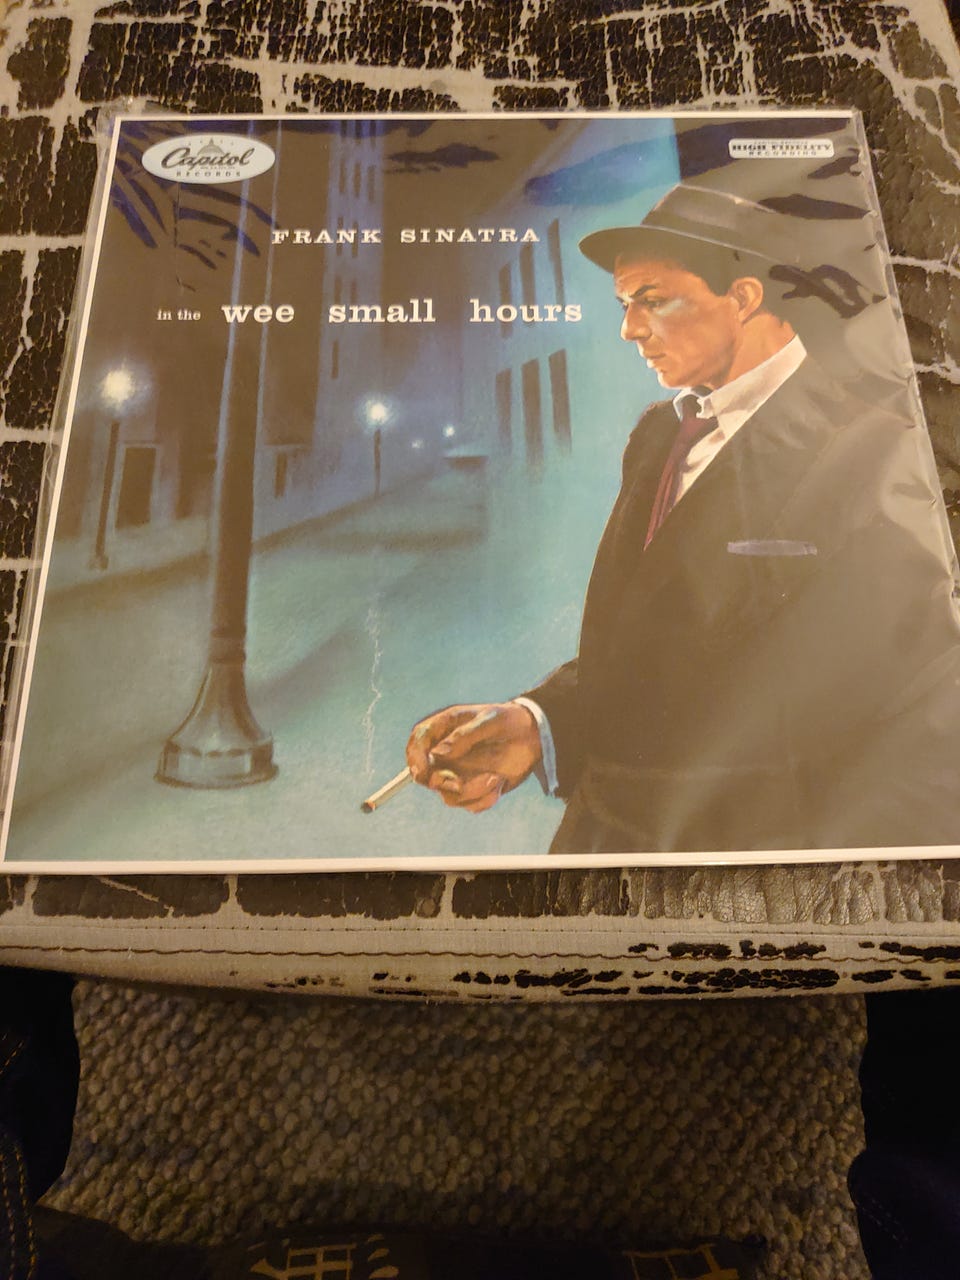 Capitol
RECORDS
HIGH FIDELITY
RECORDING
FRANK SINATRA
in the wee small hours